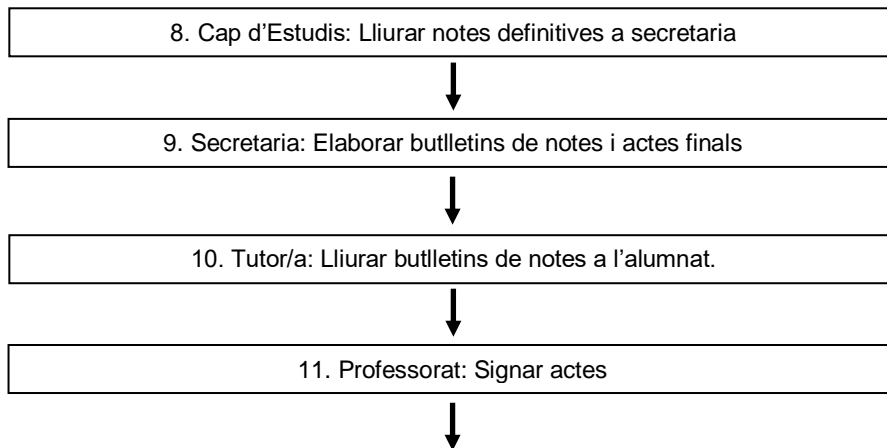 8. Cap d’Estudis: Lliurar notes definitives a secretaria
9. Secretaria: Elaborar butlletins de notes i actes finals
10. Tutor/a: Lliurar butlletins de notes a l’alumnat.
11. Professorat: Signar actes